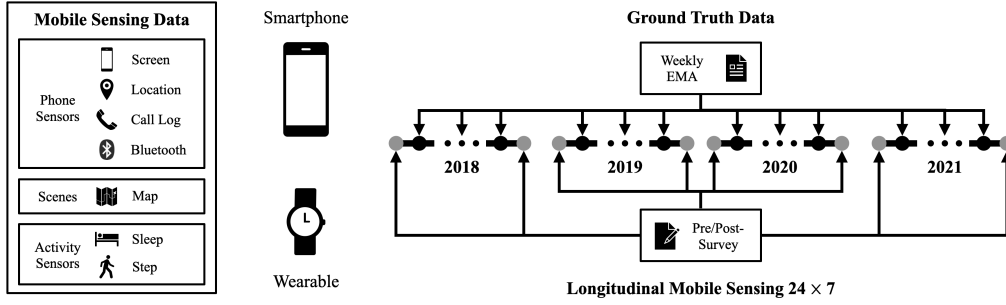 Mobile Sensing Data
Phone
Sensors
Screen
Location
Call Log
Bluetooth
Scenes
Map
Activity
Sensors
Sleep
Step
Smartphone
Wearable
Ground Truth Data
Weekly
EMA
2018
2019
2020
2021
Pre/Post-
Survey
Longitudinal Mobile Sensing 24 × 7